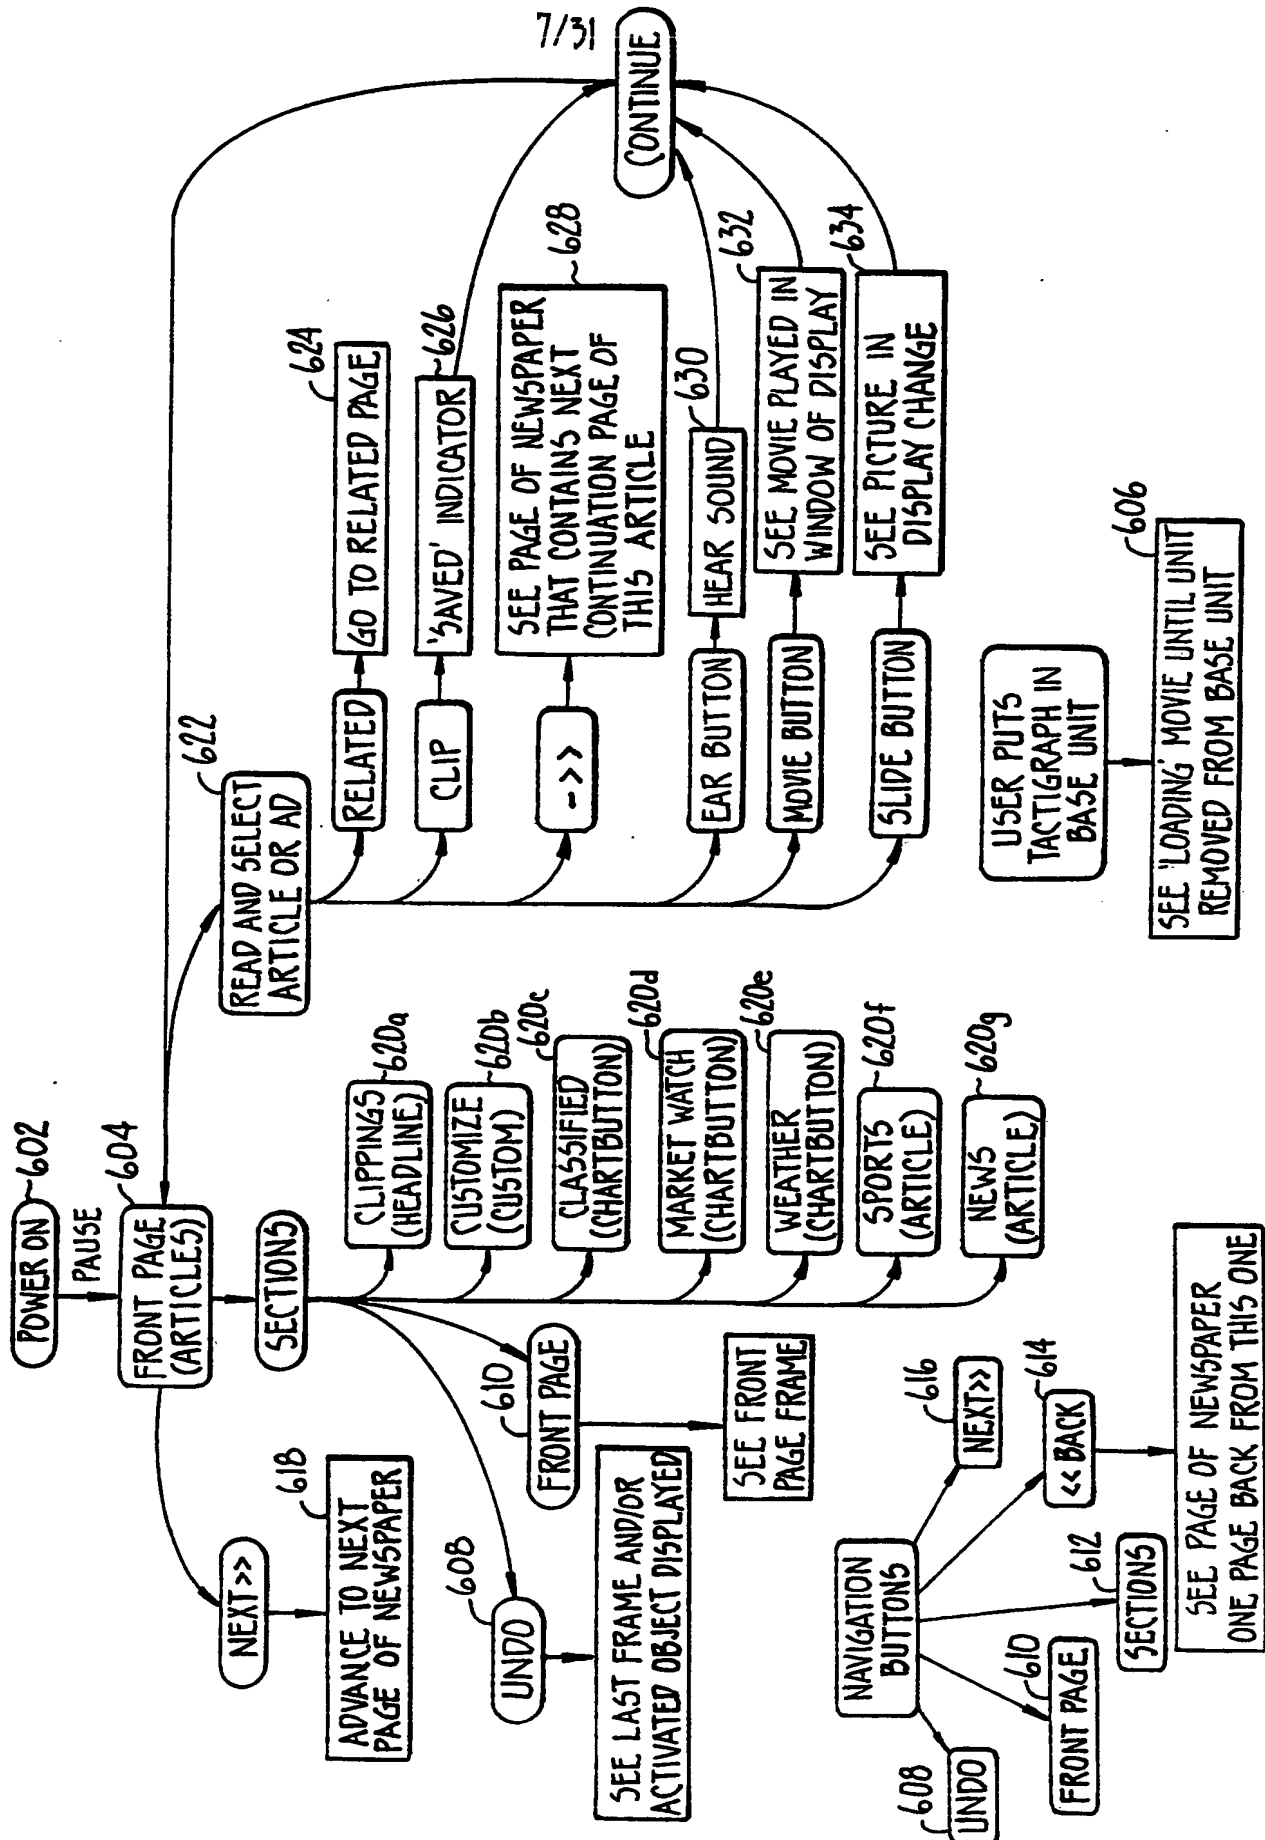 7/31
POWER ON
602
PAUSE
FRONT PAGE
(ARTICLES)
604
NEXT >>
ADVANCE TO NEXT
PAGE OF NEWSPAPER
618
SECTIONS
UNDO
608
SEE LAST FRAME AND/OR
ACTIVATED OBJECT DISPLAYED
FRONT PAGE
610
SEE FRONT
PAGE FRAME
CLIPPINGS
(HEADLINE)
620a
CUSTOMIZE
(CUSTOM)
620b
CLASSIFIED
(CHARTBUTTON)
620c
MARKET WATCH
(CHARTBUTTON)
620d
WEATHER
(CHARTBUTTON)
620e
SPORTS
(ARTICLE)
620f
NEWS
(ARTICLE)
620g
READ AND SELECT
ARTICLE OR AD
622
RELATED
GO TO RELATED PAGE
624
CLIP
'SAVED' INDICATOR
626
->>
SEE PAGE OF NEWSPAPER
THAT CONTAINS NEXT
CONTINUATION PAGE OF
THIS ARTICLE
628
EAR BUTTON
HEAR SOUND
630
MOVIE BUTTON
SEE MOVIE PLAYED IN
WINDOW OF DISPLAY
632
SLIDE BUTTON
SEE PICTURE IN
DISPLAY CHANGE
634
CONTINUE
NAVIGATION
BUTTONS
608
UNDO
FRONT PAGE
610
SECTIONS
612
<< BACK
614
NEXT>>
616
SEE PAGE OF NEWSPAPER
ONE PAGE BACK FROM THIS ONE
USER PUTS
TACTIGRAPH IN
BASE UNIT
SEE 'LOADING' MOVIE UNTIL UNIT
REMOVED FROM BASE UNIT
606